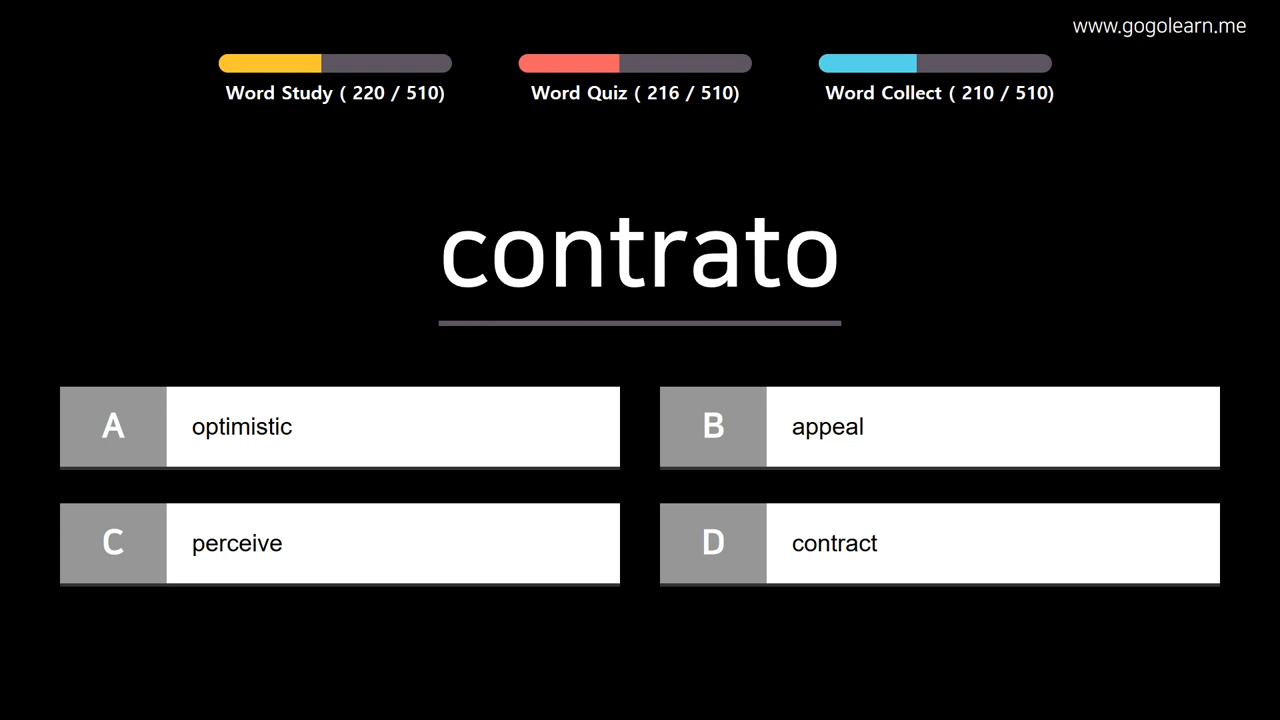 www.gogolearn.me
Word Study ( 220 / 510)
Word Quiz ( 216 / 510)
Word Collect ( 210 / 510)
contrato
A optimistic
B appeal
C perceive
D contract